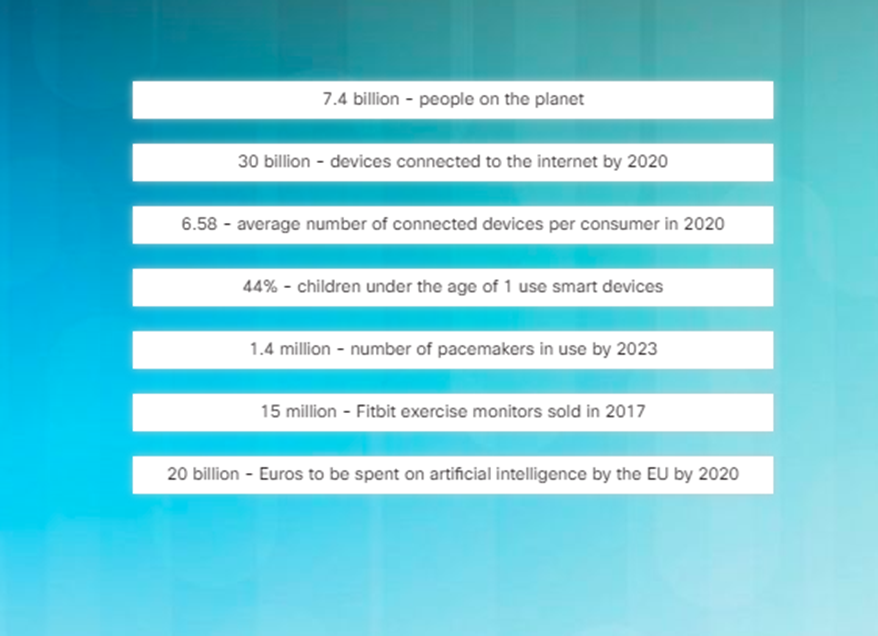 7.4 billion - people on the planet
30 billion - devices connected to the internet by 2020
6.58 - average number of connected devices per consumer in 2020
44% - children under the age of 1 use smart devices
1.4 million - number of pacemakers in use by 2023
15 million - Fitbit exercise monitors sold in 2017
20 billion - Euros to be spent on artificial intelligence by the EU by 2020